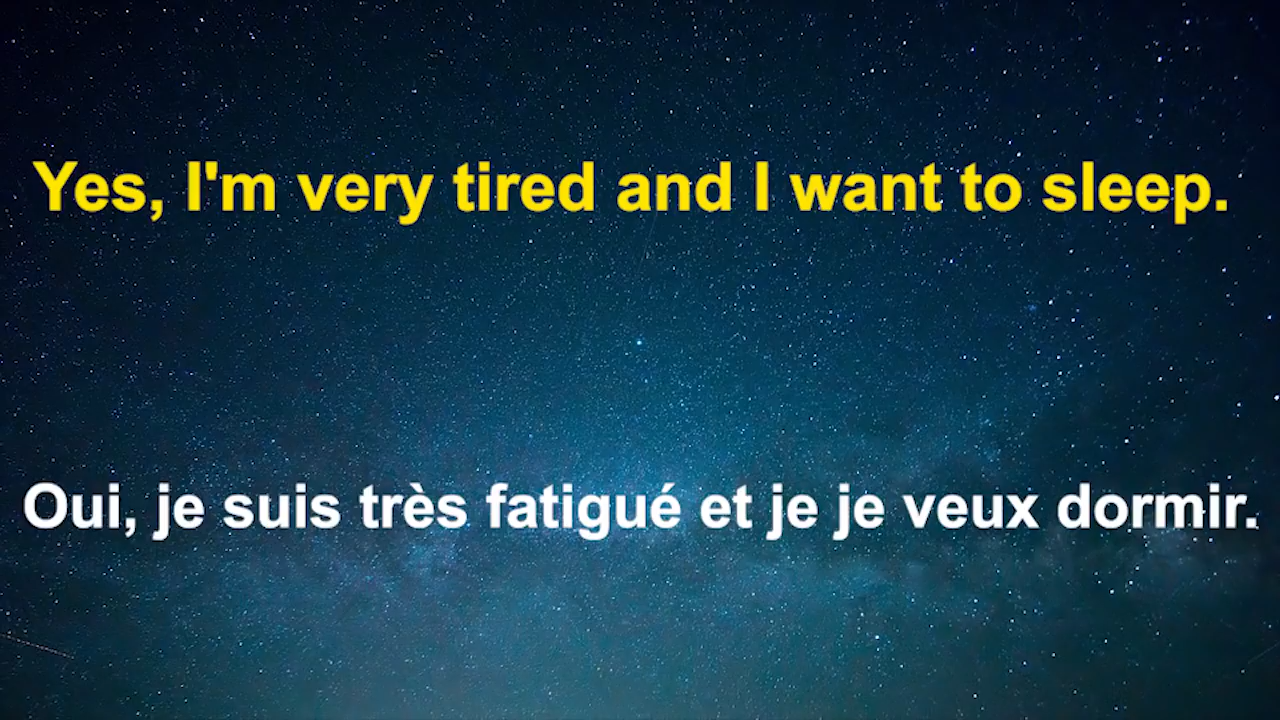 Yes, I'm very tired and I want to sleep.
Oui, je suis très fatigué et je je veux dormir.